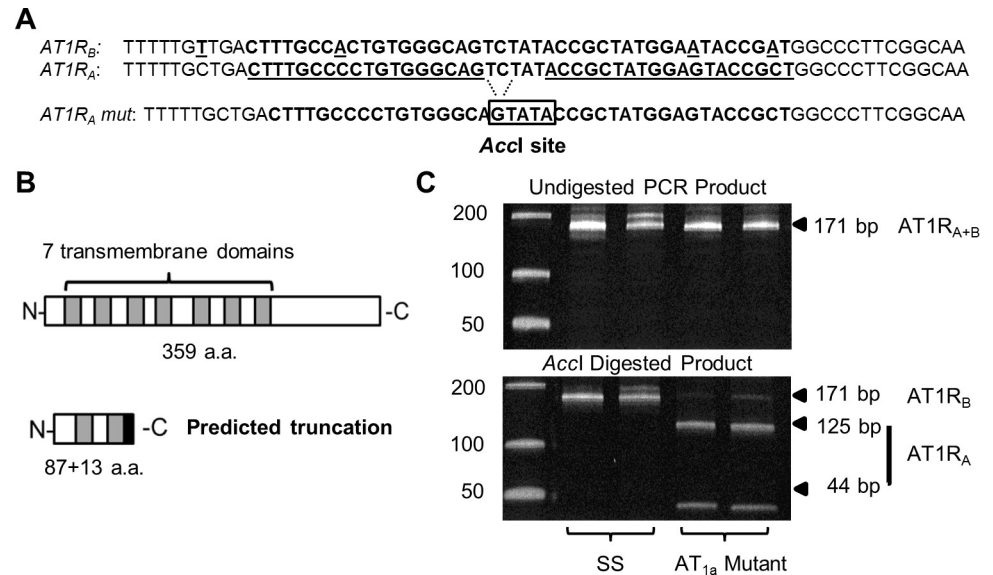 A
AT1RB: TTTTTGTTGACTTTGCCACTGTGGGCAGTCTATACCGCTATGGAATACCGATGGCCCTTCGGCAA
AT1RA: TTTTTGCTGACTTTGCCCCTGTGGGCAGTCTATACCGCTATGGAGTACCGCTGGCCCTTCGGCAA
AT1RA mut: TTTTTGCTGACTTTGCCCCTGTGGGCAGTATACCGCTATGGAGTACCGCTGGCCCTTCGGCAA
AccI site
B
7 transmembrane domains
N- -C
359 a.a.
N- -C Predicted truncation
87+13 a.a.
C
Undigested PCR Product
200
171 bp AT1RA+B
100
50
AccI Digested Product
200
171 bp AT1RB
125 bp
100
AT1RA
50
44 bp
SS AT1a Mutant